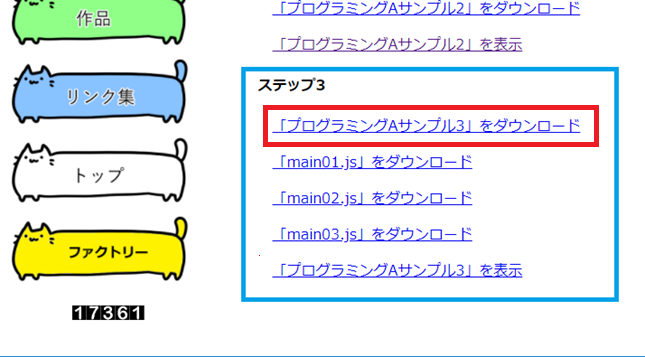 作品
リンク集
トップ
ファクトリー
17361
「プログラミングAサンプル2」をダウンロード
「プログラミングAサンプル2」を表示
ステップ3
「プログラミングAサンプル3」をダウンロード
「main01.js」をダウンロード
「main02.js」をダウンロード
「main03.js」をダウンロード
「プログラミングAサンプル3」を表示